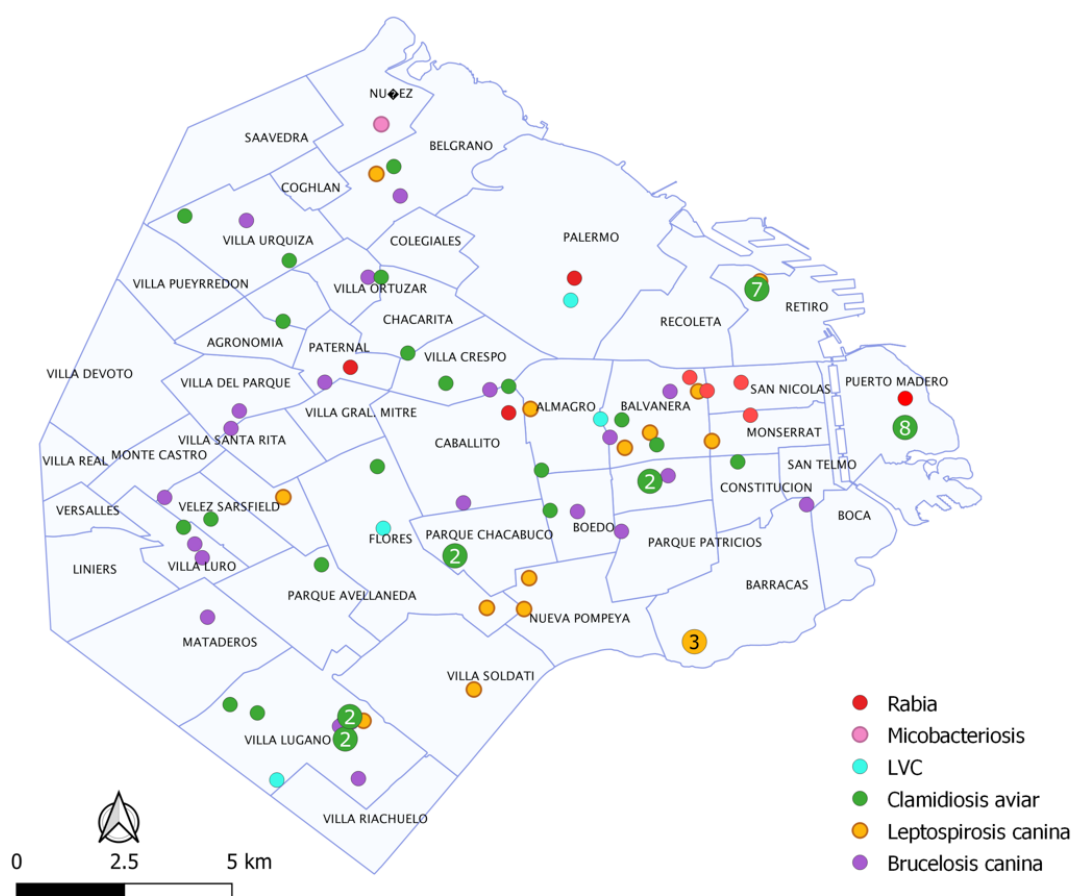 NU�EZ
SAAVEDRA
BELGRANO
COGHLAN
PALERMO
VILLA URQUIZA
COLEGIALES
VILLA PUEYRREDON
VILLA ORTUZAR
7
RETIRO
CHACARITA
RECOLETA
AGRONOMIA
PATERNAL
VILLA CRESPO
VILLA DEVOTO
VILLA DEL PARQUE
SAN NICOLAS
PUERTO MADERO
VILLA GRAL. MITRE
ALMAGRO
BALVANERA
8
VILLA SANTA RITA
CABALLITO
MONSERRAT
VILLA REAL
MONTE CASTRO
SAN TELMO
2
CONSTITUCION
VERSALLES
VELEZ SARSFIELD
BOCA
BOEDO
FLORES
PARQUE CHACABUCO
PARQUE PATRICIOS
2
LINIERS
VILLA LURO
BARRACAS
PARQUE AVELLANEDA
NUEVA POMPEYA
MATADEROS
3
VILLA SOLDATI
2
VILLA LUGANO
2
VILLA RIACHUELO
Rabia
Micobacteriosis
LVC
Clamidiosis aviar
Leptospirosis canina
Brucelosis canina
0 2.5 5 km